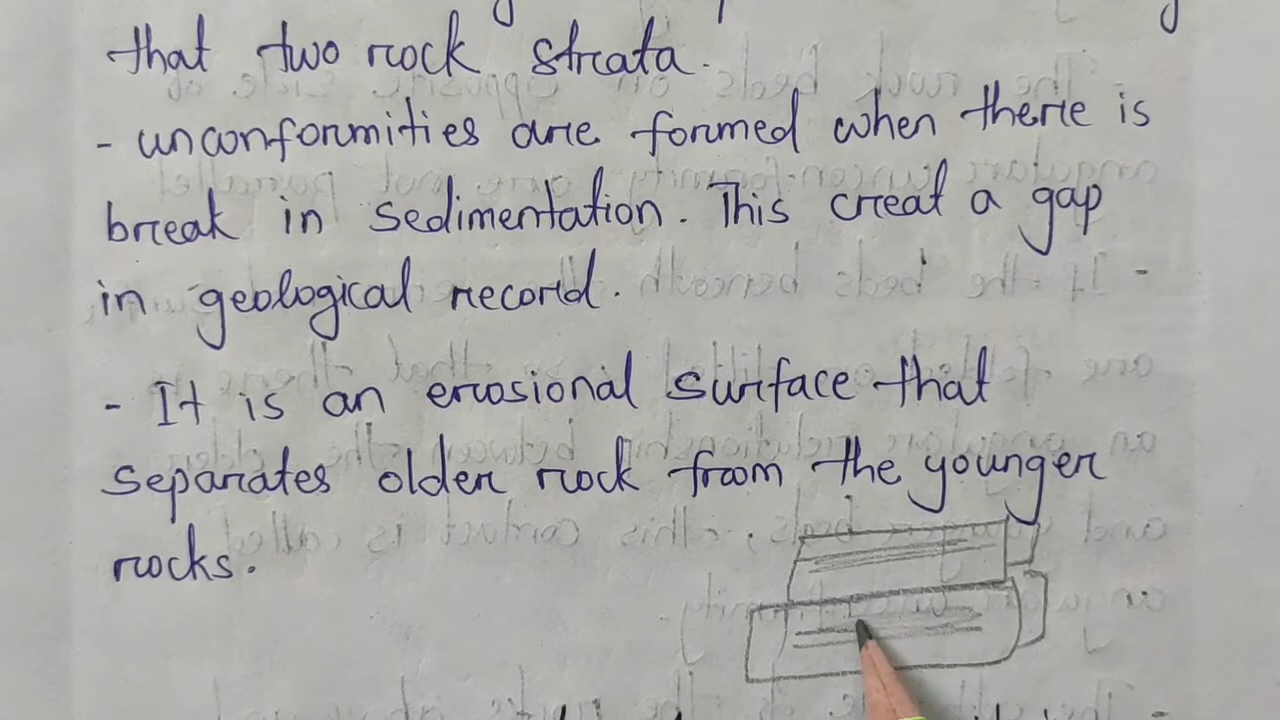 that two rock strata.
- unconformities are formed when there is
break in sedimentation. This creat a gap
in geological record.
- It is an erosional surface that
separates older rock from the younger
rocks.